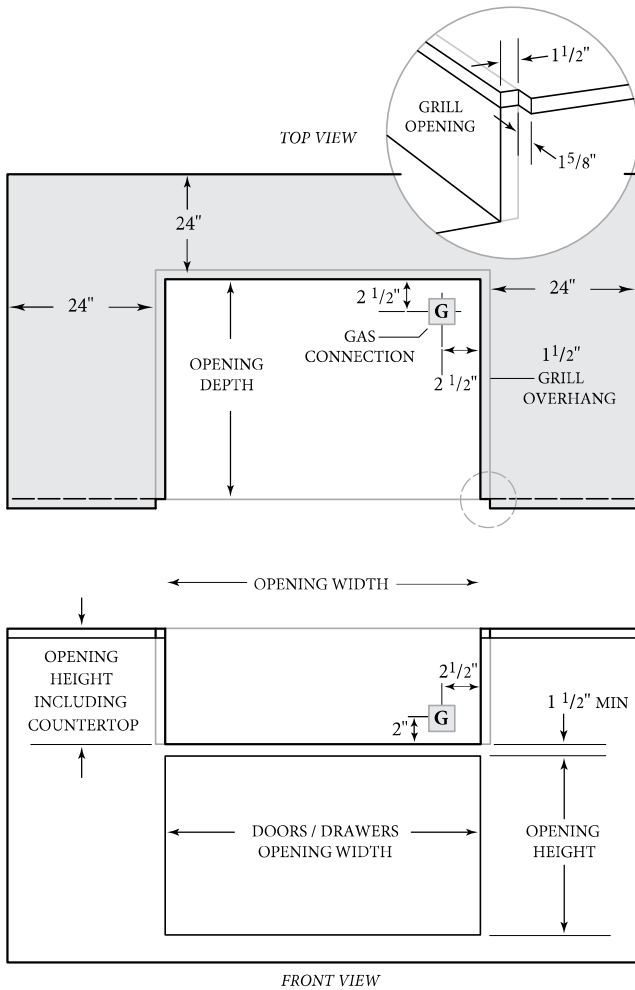 1 1/2"
GRILL
OPENING
1 5/8"
TOP VIEW
24"
24"
24"
2 1/2"
G
GAS
CONNECTION
OPENING
DEPTH
2 1/2"
1 1/2"
GRILL
OVERHANG
OPENING WIDTH
OPENING
HEIGHT
INCLUDING
COUNTERTOP
2 1/2"
G
2"
1 1/2" MIN
DOORS / DRAWERS
OPENING WIDTH
OPENING
HEIGHT
FRONT VIEW